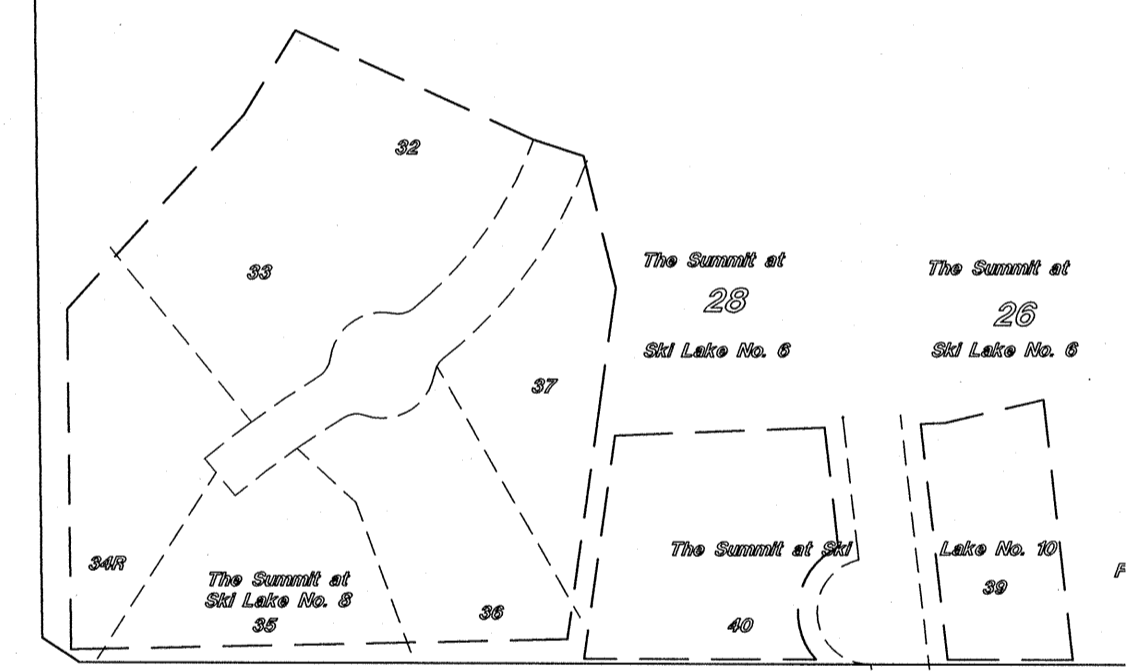 32
33
The Summit at
28
Ski Lake No. 6
The Summit at
26
Ski Lake No. 6
37
34R
The Summit at
Ski Lake No. 8
35
36
The Summit at Ski Lake No. 10
40
39